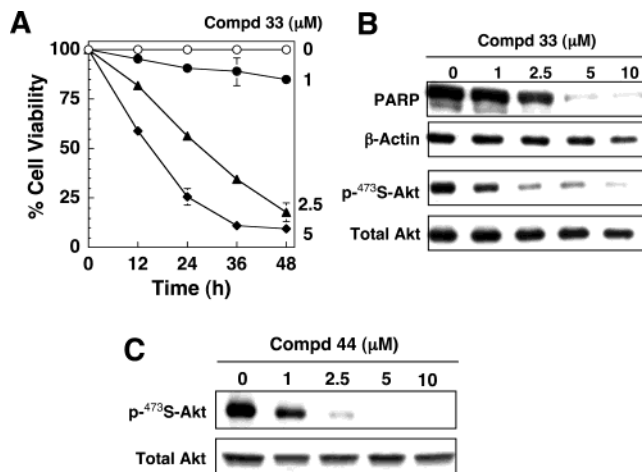 A
Compd 33 (μM)
100
0
1
75
% Cell Viability
50
25
2.5
5
0
0 12 24 36 48
Time (h)
B
Compd 33 (μM)
0 1 2.5 5 10
PARP
β-Actin
p-⁴⁷³S-Akt
Total Akt
C
Compd 44 (μM)
0 1 2.5 5 10
p-⁴⁷³S-Akt
Total Akt